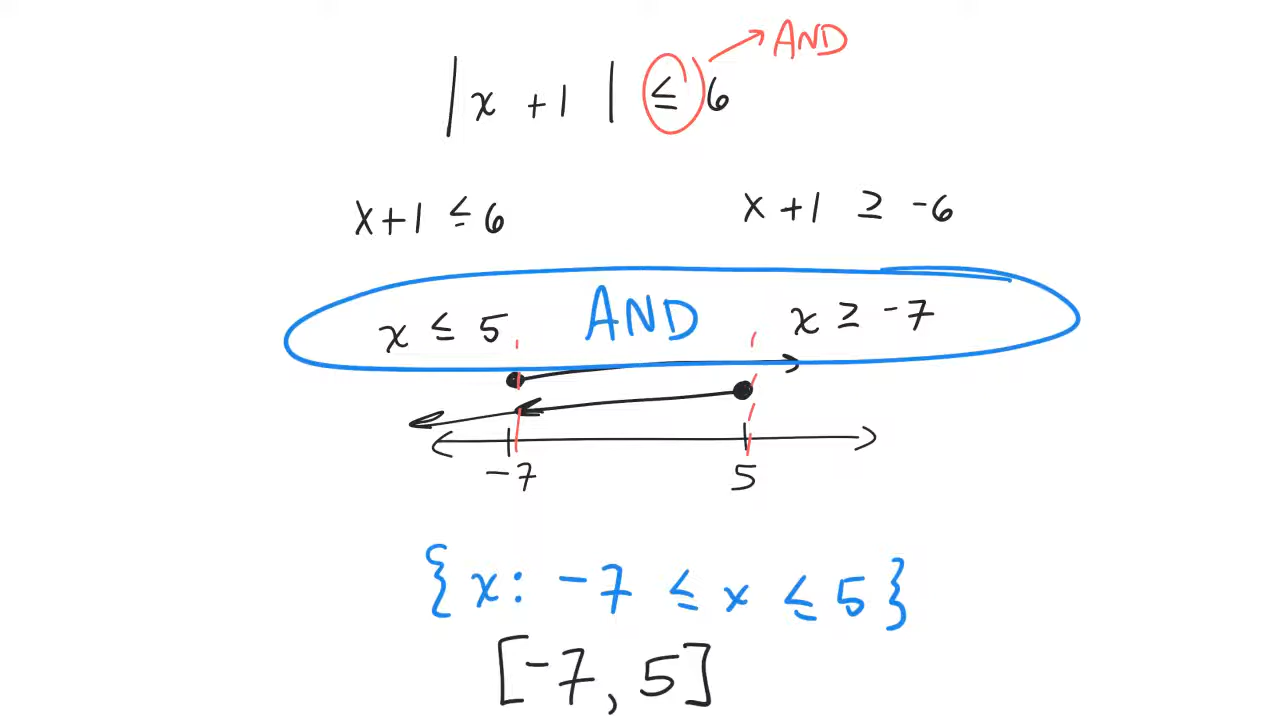 AND
|x + 1| ≤ 6
x + 1 ≤ 6
x + 1 ≥ -6
x ≤ 5 AND x ≥ -7
-7 5
{x: -7 ≤ x ≤ 5}
[-7, 5]